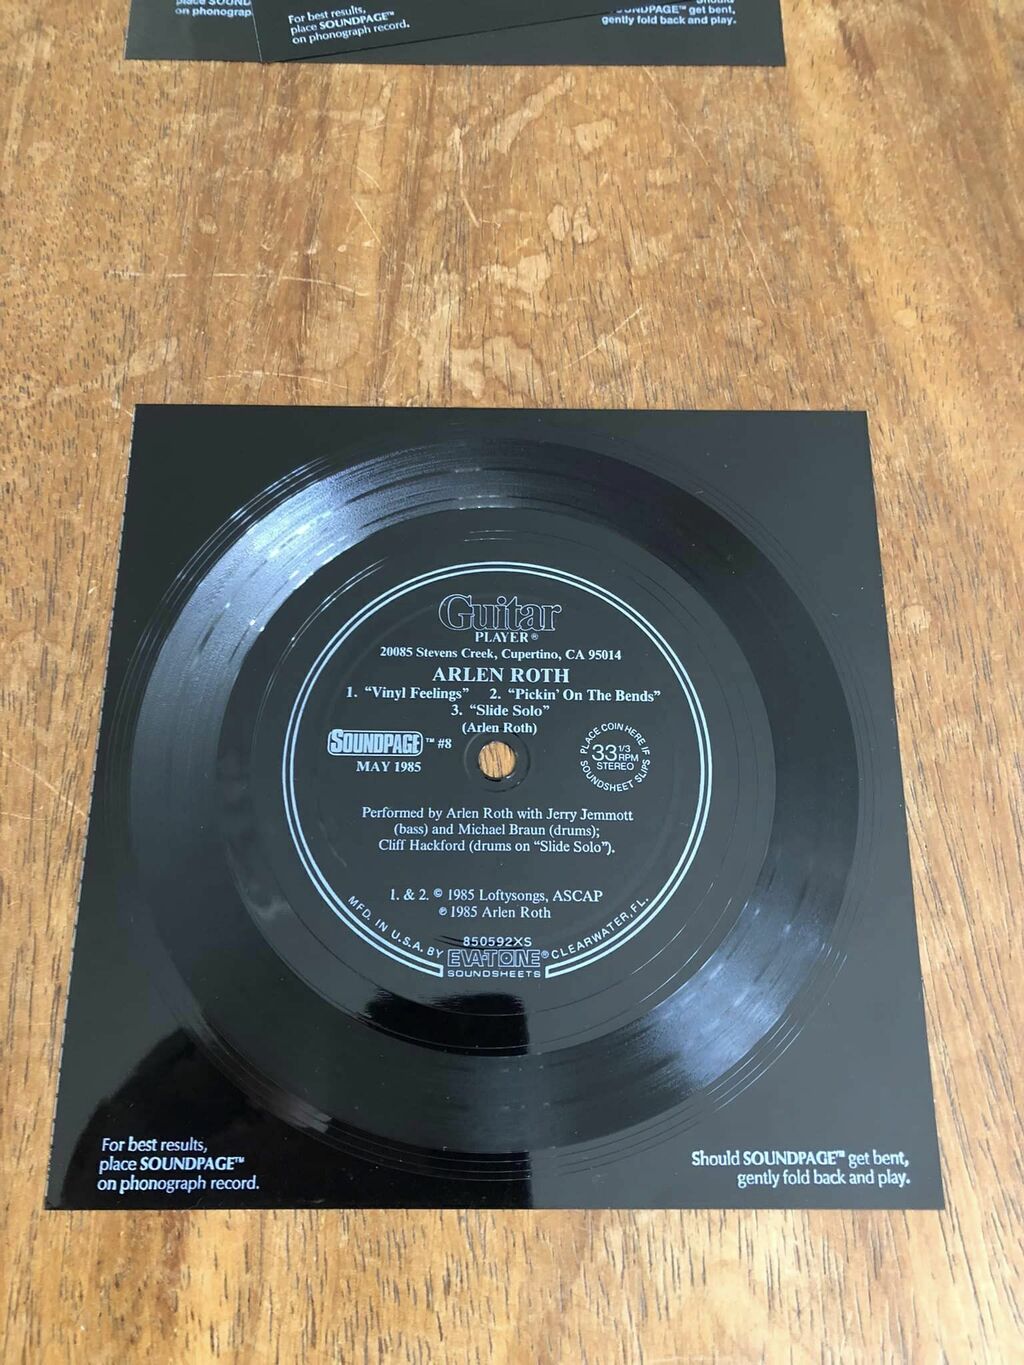 place SOUND
on phonograp
For best results,
place SOUNDPAGE™
on phonograph record.
Should
SOUNDPAGE™ get bent,
gently fold back and play.
Guitar
PLAYER®
20085 Stevens Creek, Cupertino, CA 95014
ARLEN ROTH
1. “Vinyl Feelings” 2. “Pickin’ On The Bends”
3. “Slide Solo”
(Arlen Roth)
SOUNDPAGE™ #8
MAY 1985
PLACE COIN HERE IF
33 1/3 RPM
STEREO
SOUNDSHEET SLIPS
Performed by Arlen Roth with Jerry Jemmott
(bass) and Michael Braun (drums);
Cliff Hackford (drums on “Slide Solo”).
1. & 2. © 1985 Loftysongs, ASCAP
℗ 1985 Arlen Roth
MFD. IN U.S.A. BY
850592XS
EVA-TONE®
SOUNDSHEETS
CLEARWATER, FL.
For best results,
place SOUNDPAGE™
on phonograph record.
Should SOUNDPAGE™ get bent,
gently fold back and play.